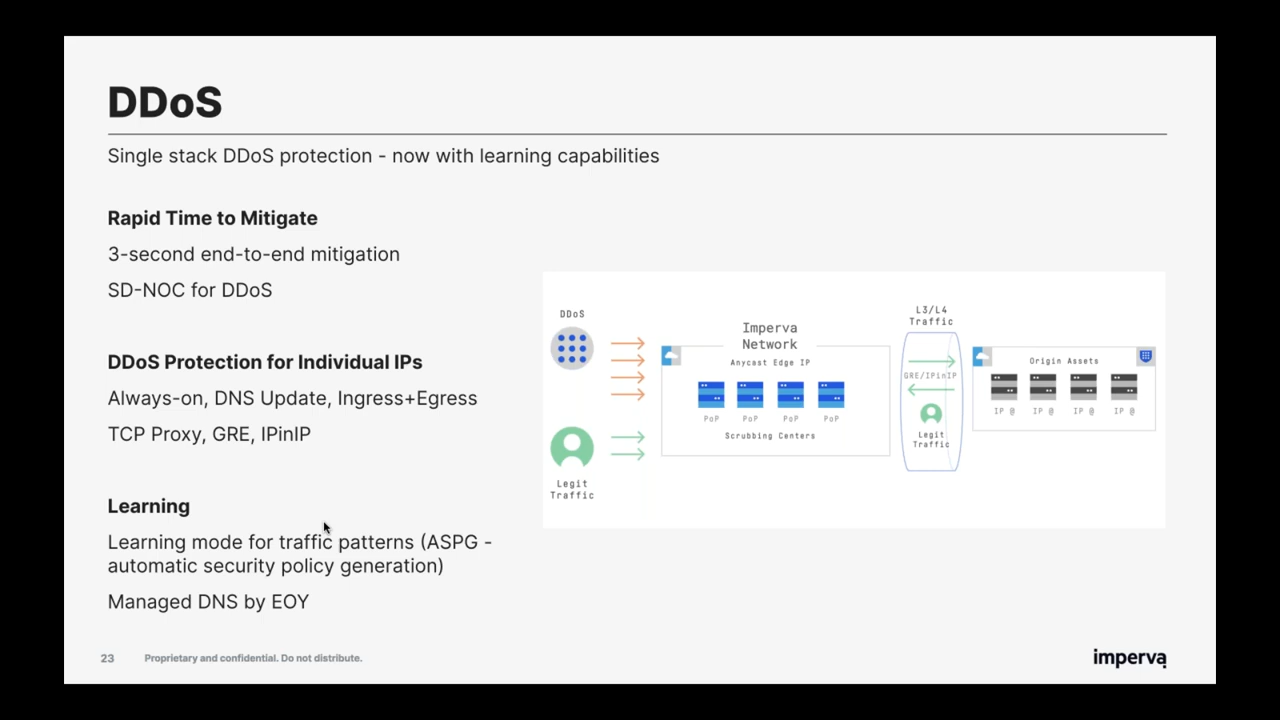 DDoS
Single stack DDoS protection - now with learning capabilities
Rapid Time to Mitigate
3-second end-to-end mitigation
SD-NOC for DDoS
DDoS Protection for Individual IPs
Always-on, DNS Update, Ingress+Egress
TCP Proxy, GRE, IPinIP
Learning
Learning mode for traffic patterns (ASPG -
automatic security policy generation)
Managed DNS by EOY
DDoS
Legit
Traffic
Imperva
Network
Anycast Edge IP
PoP PoP PoP PoP
Scrubbing Centers
L3/L4
Traffic
GRE/IPinIP
Legit
Traffic
Origin Assets
IP @ IP @ IP @ IP @
23 Proprietary and confidential. Do not distribute.
imperva